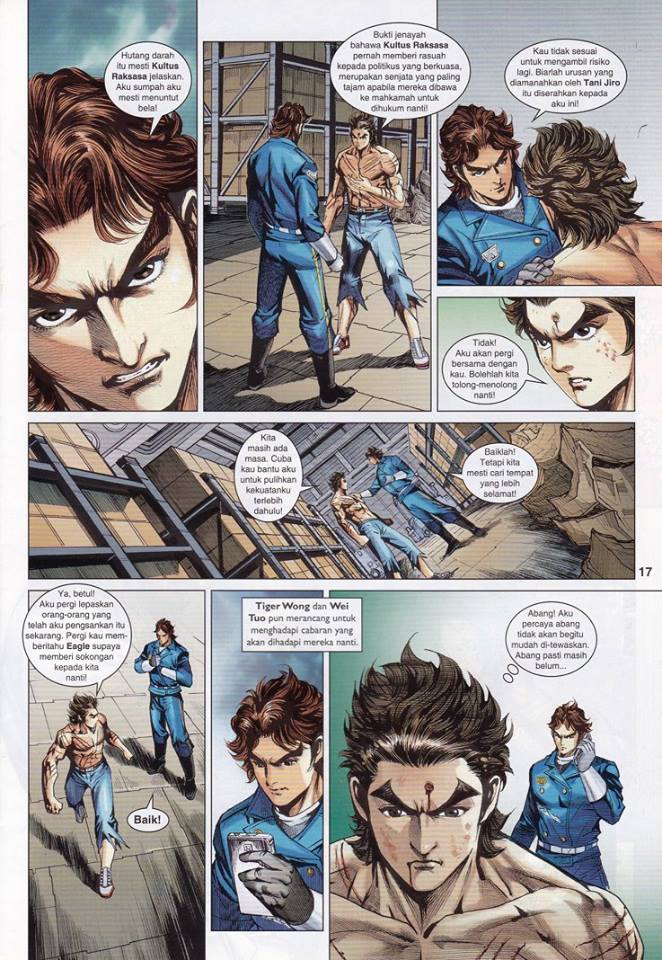 Hutang darah
itu mesti Kultus
Raksasa jelaskan.
Aku sumpah aku
mesti menuntut
bela!
Bukti jenayah
bahawa Kultus Raksasa
pernah memberi rasuah
kepada politikus yang berkuasa,
merupakan senjata yang paling
tajam apabila mereka dibawa
ke mahkamah untuk
dihukum nanti!
Kau tidak sesuai
untuk mengambil risiko
lagi. Biarlah urusan yang
diamanahkan oleh Tani Jiro
itu diserahkan kepada
aku ini!
Tidak!
Aku akan pergi
bersama dengan
kau. Bolehlah kita
tolong-menolong
nanti!
Kita
masih ada
masa. Cuba
kau bantu aku
untuk pulihkan
kekuatanku
terlebih
dahulu!
Baiklah!
Tetapi kita
mesti cari tempat
yang lebih
selamat!
17
Ya, betul!
Aku pergi lepaskan
orang-orang yang
telah aku pengsankan itu
sekarang. Pergi kau mem-
beritahu Eagle supaya
memberi sokongan
kepada kita
nanti!
Baik!
Tiger Wong dan Wei
Tuo pun merancang untuk
menghadapi cabaran yang
akan dihadapi mereka nanti.
Abang! Aku
percaya abang
tidak akan begitu
mudah di-tewaskan.
Abang pasti masih
belum...